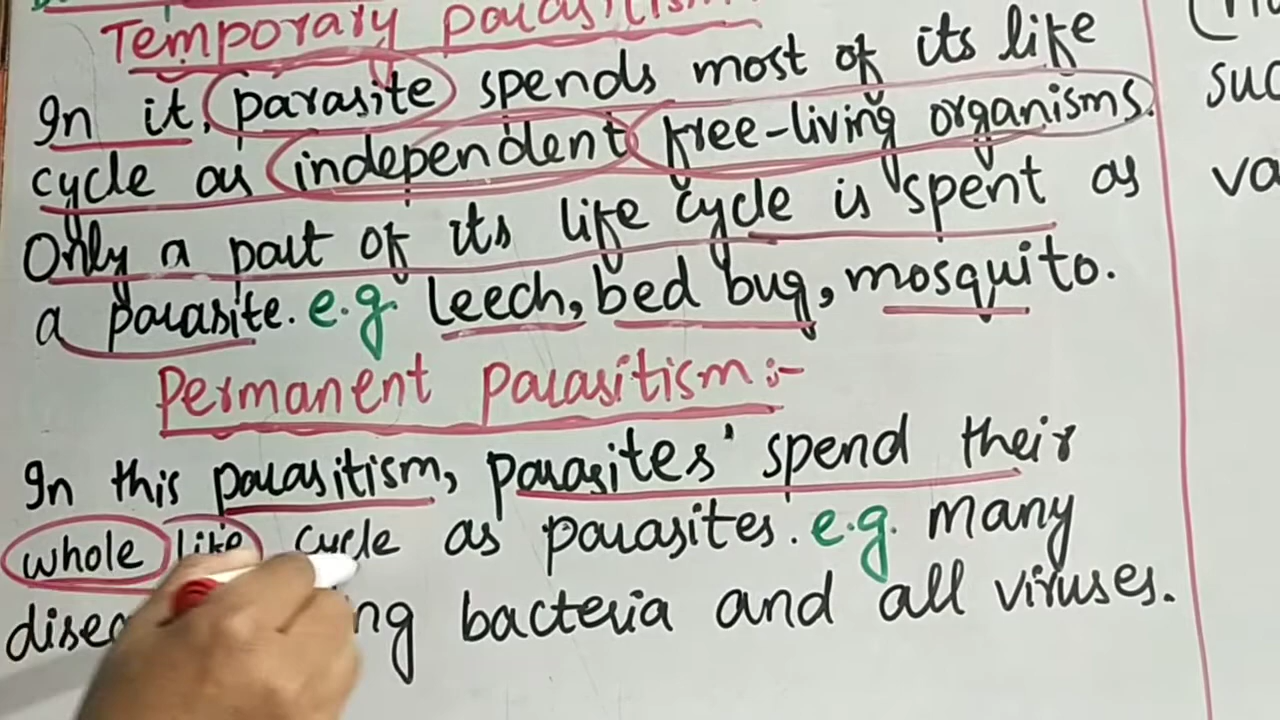 Temporary parasitism
In it, parasite spends most of its life
cycle as independent free-living organisms.
Only a part of its life cycle is spent as
a parasite. e.g. leech, bed bug, mosquito.
Permanent Parasitism:-
In this parasitism, parasites' spend their
whole life cycle as parasites. e.g. many
bacteria and all viruses.